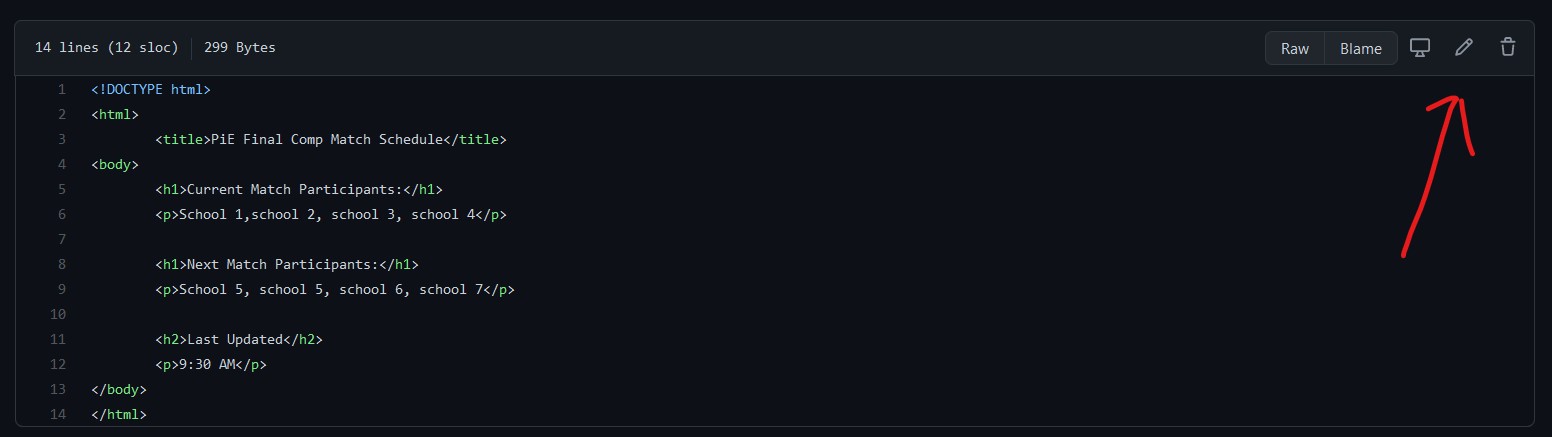 14 lines (12 sloc) 299 Bytes Raw Blame
1 <!DOCTYPE html>
2 <html>
3 <title>PiE Final Comp Match Schedule</title>
4 <body>
5 <h1>Current Match Participants:</h1>
6 <p>School 1,school 2, school 3, school 4</p>
7
8 <h1>Next Match Participants:</h1>
9 <p>School 5, school 5, school 6, school 7</p>
10
11 <h2>Last Updated</h2>
12 <p>9:30 AM</p>
13 </body>
14 </html>